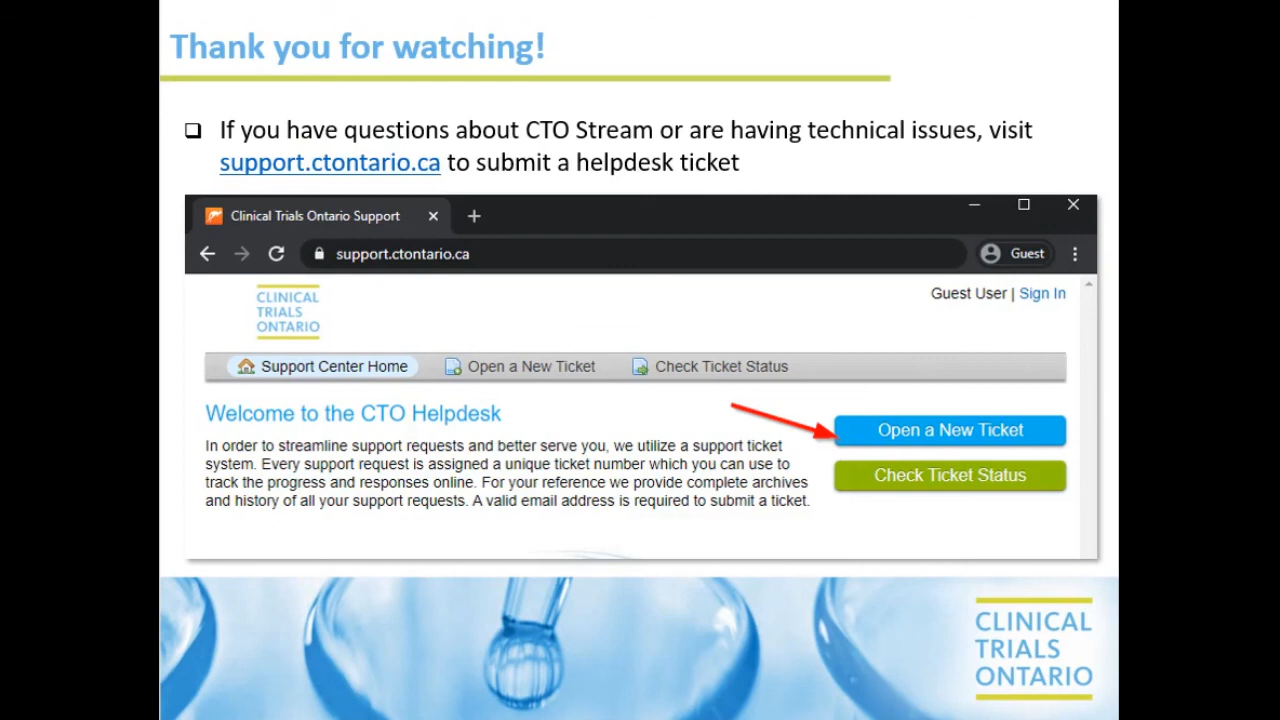 Thank you for watching!
If you have questions about CTO Stream or are having technical issues, visit
support.ctontario.ca to submit a helpdesk ticket
Clinical Trials Ontario Support
support.ctontario.ca
Guest
CLINICAL
TRIALS
ONTARIO
Guest User | Sign In
Support Center Home Open a New Ticket Check Ticket Status
Welcome to the CTO Helpdesk
In order to streamline support requests and better serve you, we utilize a support ticket
system. Every support request is assigned a unique ticket number which you can use to
track the progress and responses online. For your reference we provide complete archives
and history of all your support requests. A valid email address is required to submit a ticket.
Open a New Ticket
Check Ticket Status
CLINICAL
TRIALS
ONTARIO